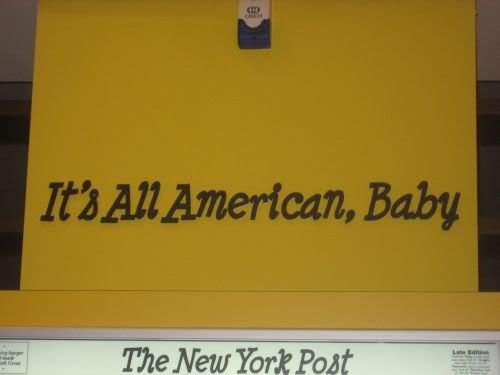 CISCO
It's All American, Baby
The New York Post
Late Edition